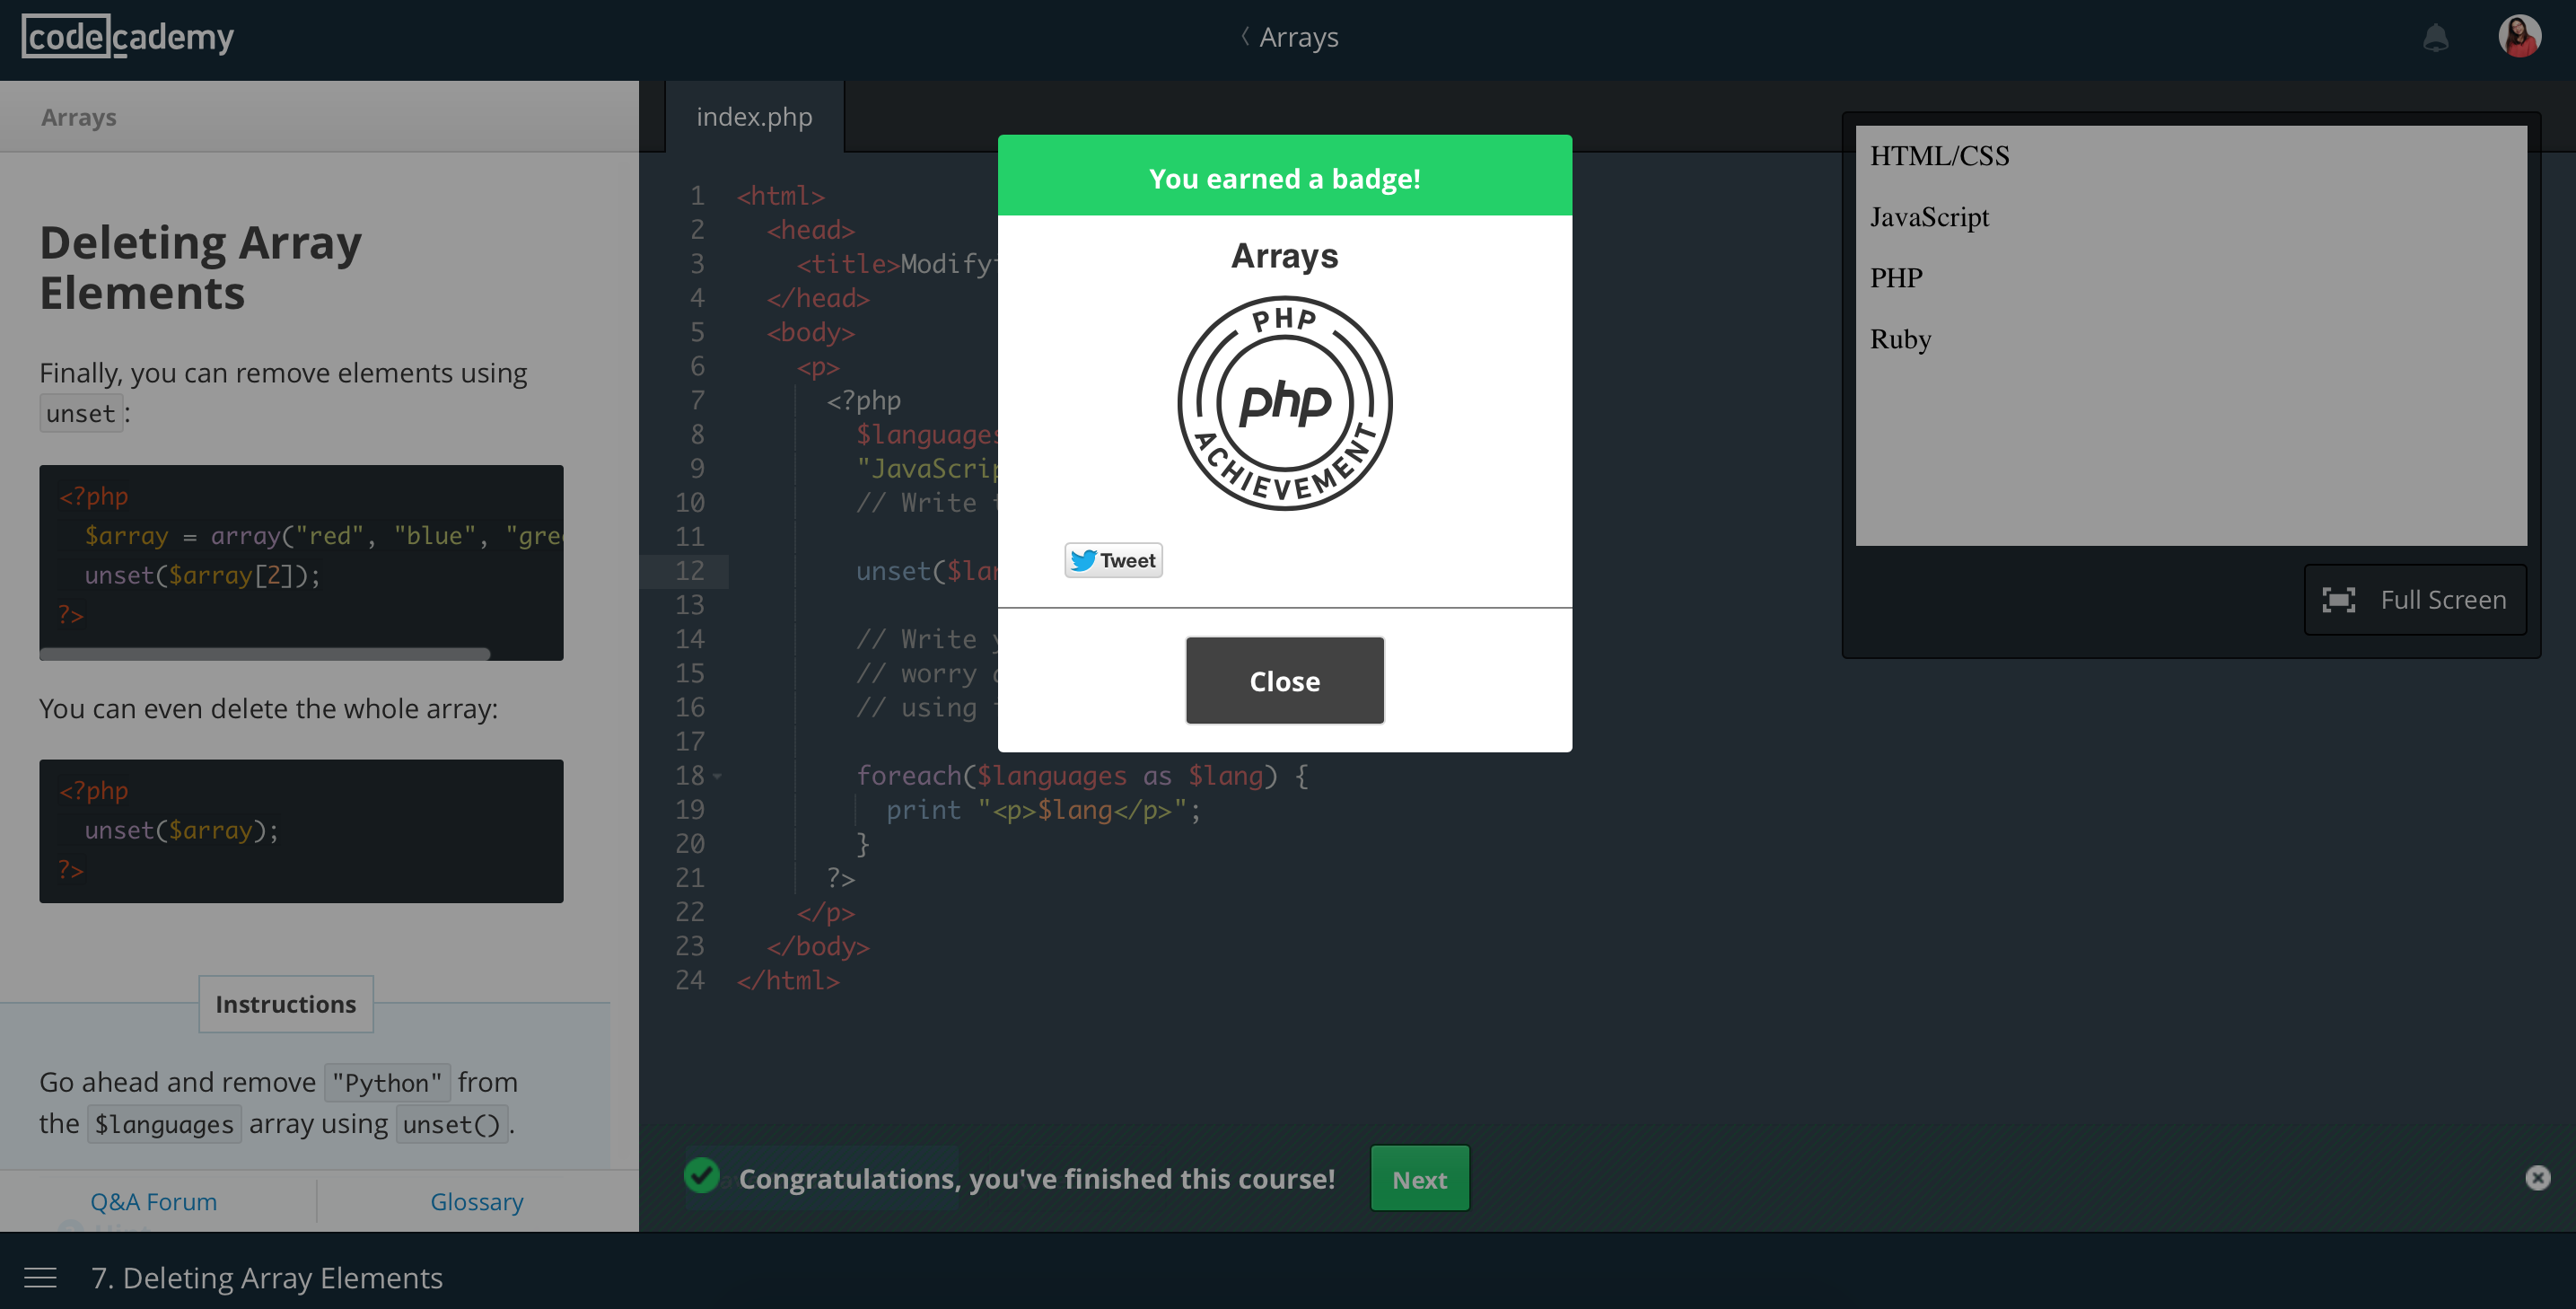 codecademy
Arrays
Arrays
Deleting Array
Elements
Finally, you can remove elements using
unset :
<?php
$array = array("red", "blue", "gre
unset($array[2]);
?>
You can even delete the whole array:
<?php
unset($array);
?>
Instructions
Go ahead and remove "Python" from
the $languages array using unset() .
Q&A Forum
Glossary
index.php
1 <html>
2 <head>
3 <title>Modify
4 </head>
5 <body>
6 <p>
7 <?php
8 $languages
9 "JavaScrip
10 // Write
11
12 unset($lan
13
14 // Write
15 // worry
16 // using
17
18 foreach($languages as $lang) {
19 print "<p>$lang</p>";
20 }
21 ?>
22 </p>
23 </body>
24 </html>
You earned a badge!
Arrays
PHP
php
ACHIEVEMENT
Tweet
Close
HTML/CSS
JavaScript
PHP
Ruby
Full Screen
Congratulations, you've finished this course!
Next
7. Deleting Array Elements